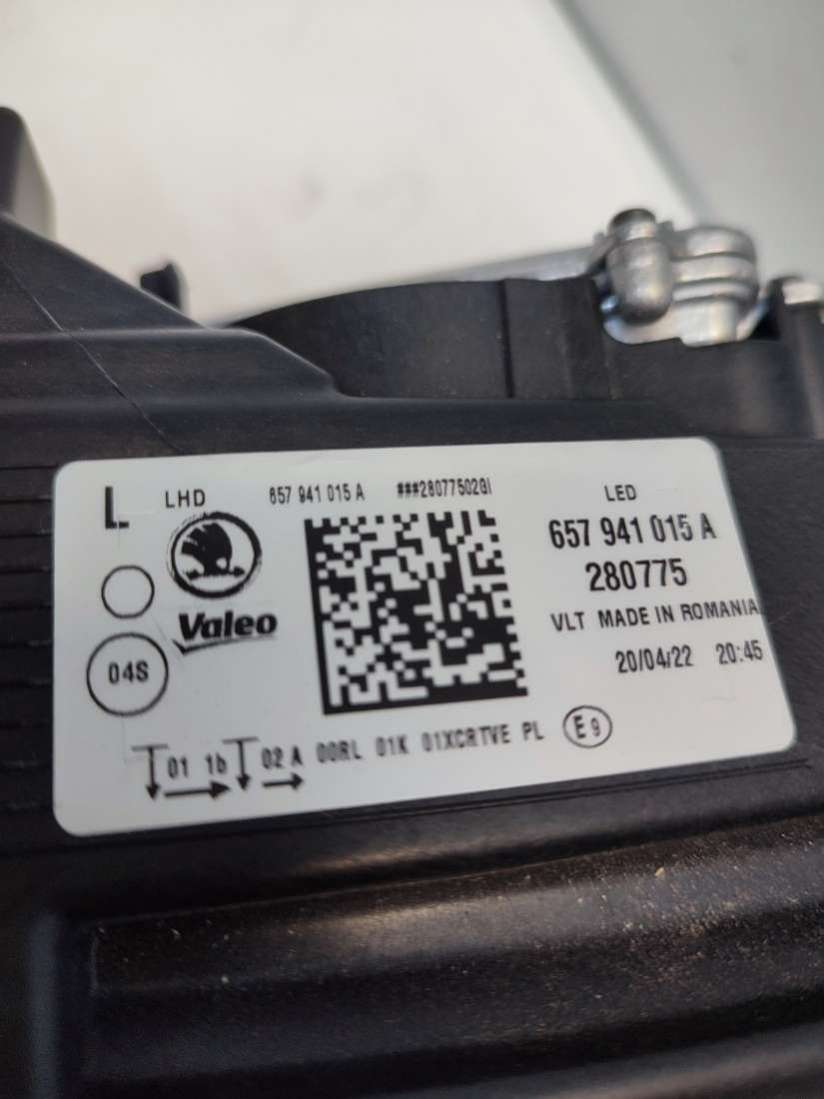 L LHD 657 941 015 A ###28077502GI
LED
657 941 015 A
280775
Valeo
VLT MADE IN ROMANIA
04S
20/04/22 20:45
01 1b 02 A 00RL 01K 01XCRTVE PL E9